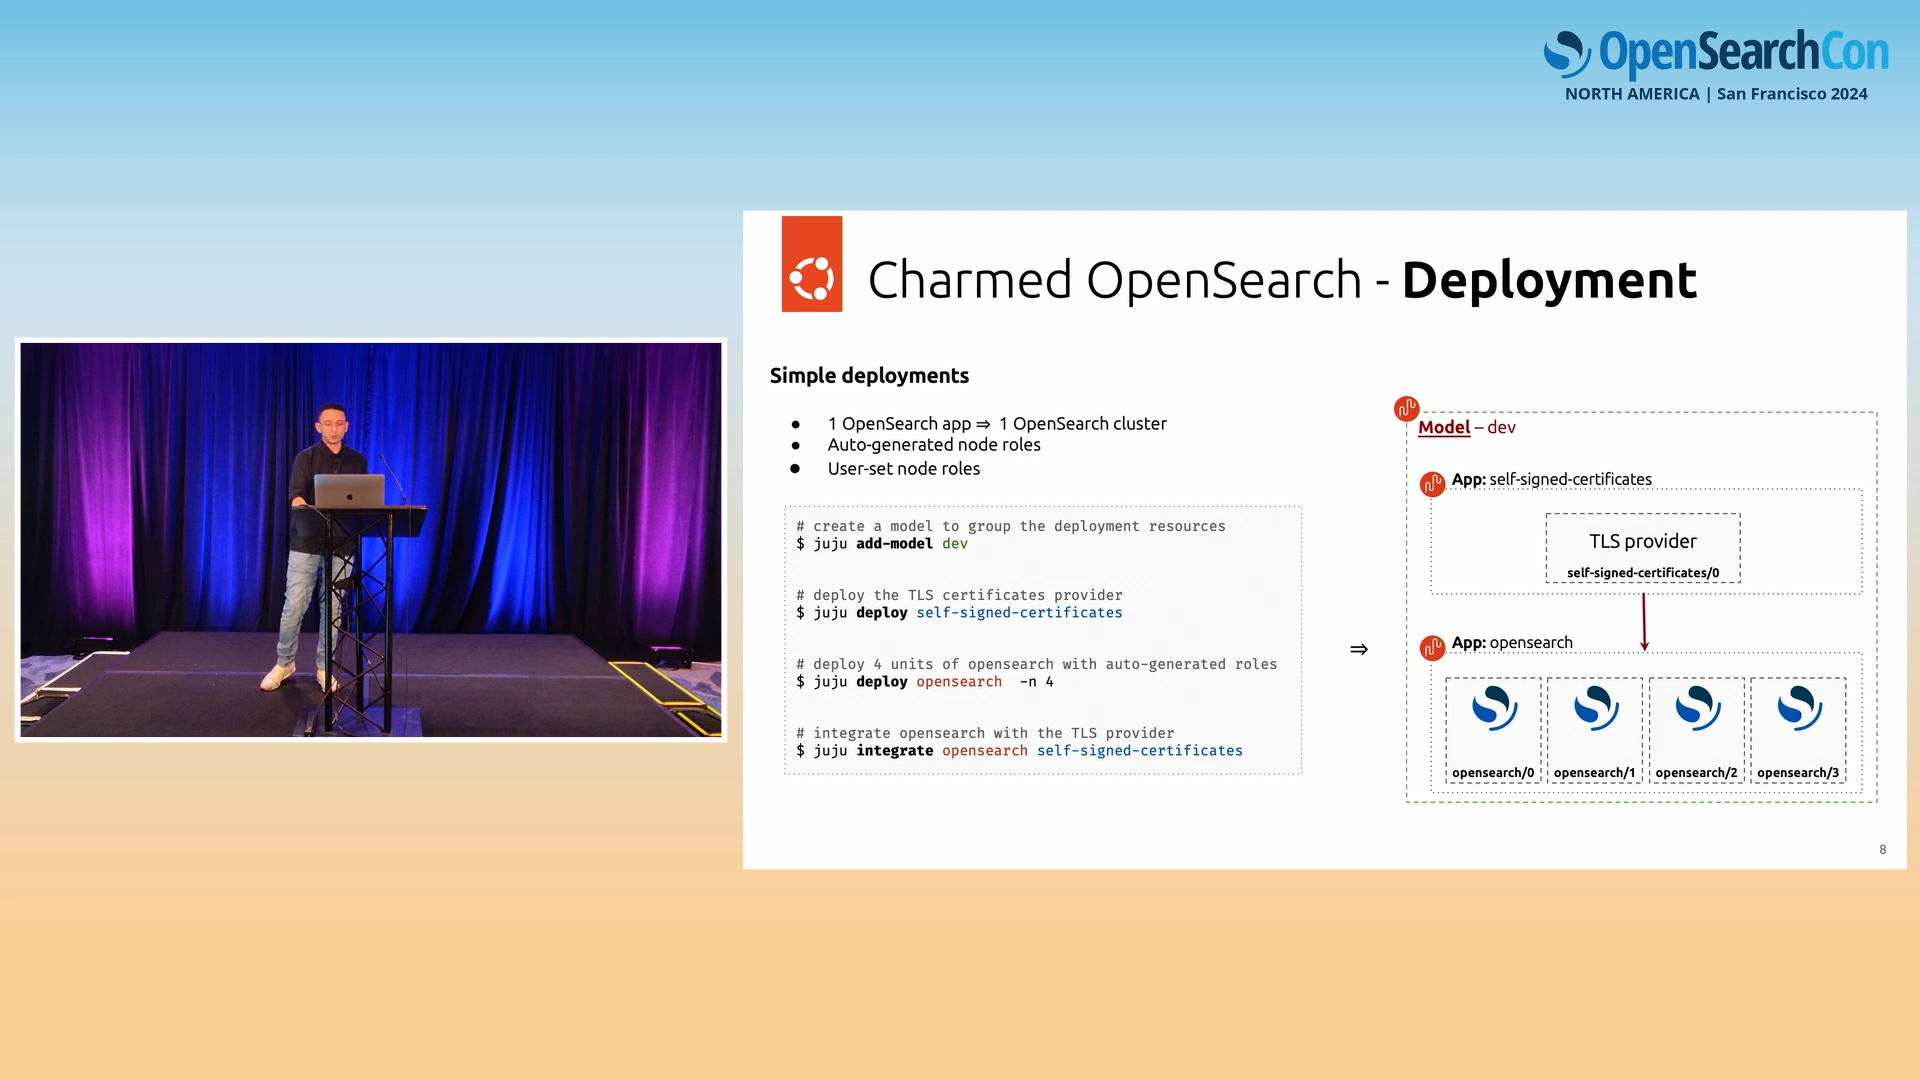 OpenSearchCon
NORTH AMERICA | San Francisco 2024
Charmed OpenSearch - Deployment
Simple deployments
● 1 OpenSearch app ⇒ 1 OpenSearch cluster
● Auto-generated node roles
● User-set node roles
# create a model to group the deployment resources
$ juju add-model dev
# deploy the TLS certificates provider
$ juju deploy self-signed-certificates
# deploy 4 units of opensearch with auto-generated roles
$ juju deploy opensearch -n 4
# integrate opensearch with the TLS provider
$ juju integrate opensearch self-signed-certificates
⇒
Model – dev
App: self-signed-certificates
TLS provider
self-signed-certificates/0
App: opensearch
opensearch/0 opensearch/1 opensearch/2 opensearch/3
8